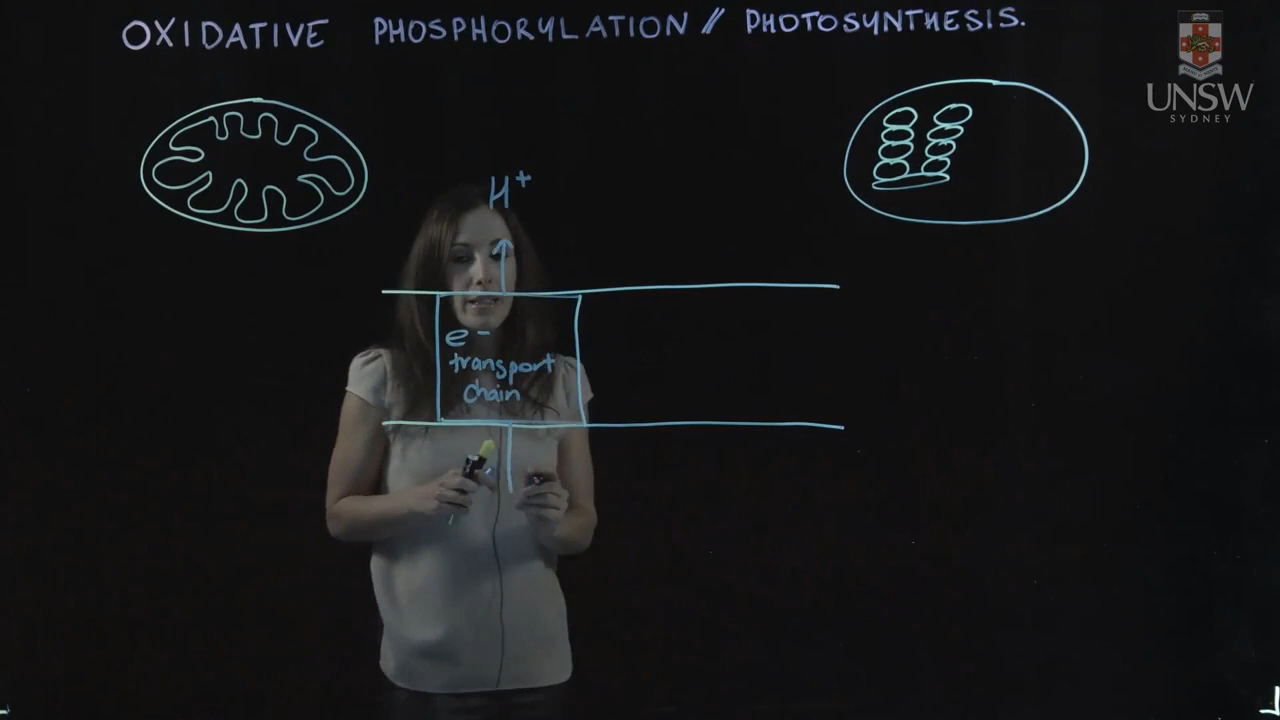 OXIDATIVE PHOSPHORYLATION // PHOTOSYNTHESIS.
UNSW
SYDNEY
H⁺
e⁻
transport
chain